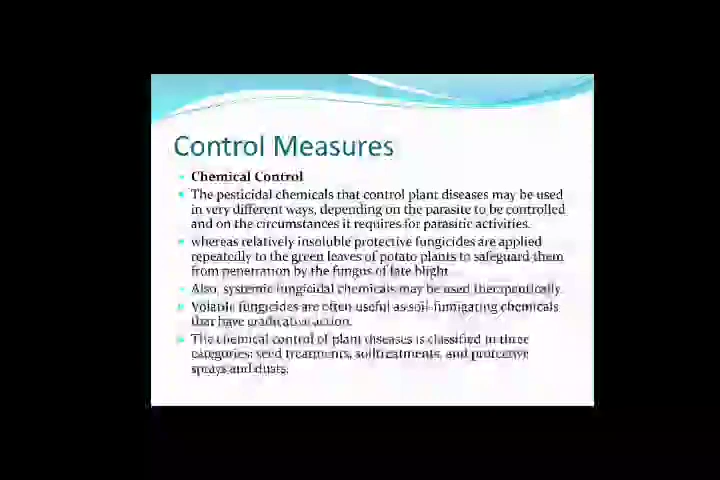 Control Measures
Chemical Control
The pesticidal chemicals that control plant diseases may be used
in very different ways, depending on the parasite to be controlled
and on the circumstances it requires for parasitic activities.
whereas relatively insoluble protective fungicides are applied
repeatedly to the green leaves of potato plants to safeguard them
from penetration by the fungus of late blight
Also, systemic fungicidal chemicals may be used therapeutically.
Volatile fungicides are often useful as soil-fumigating chemicals
that have eradicative action.
The chemical control of plant diseases is classified in three
categories: seed treatments, soil treatments, and protective
sprays and dusts.